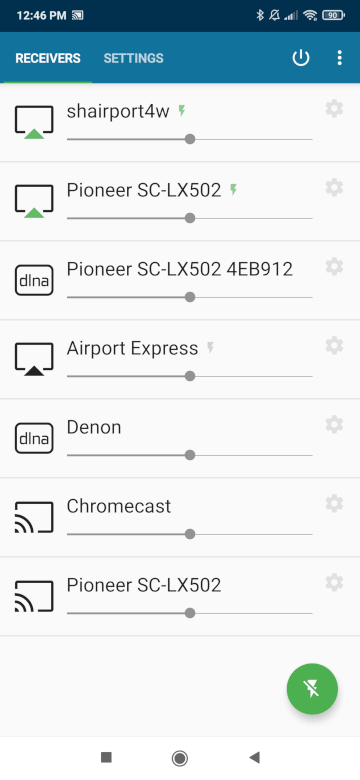 12:46 PM
90
RECEIVERS SETTINGS
shairport4w
Pioneer SC-LX502
dlna Pioneer SC-LX502 4EB912
Airport Express
dlna Denon
Chromecast
Pioneer SC-LX502